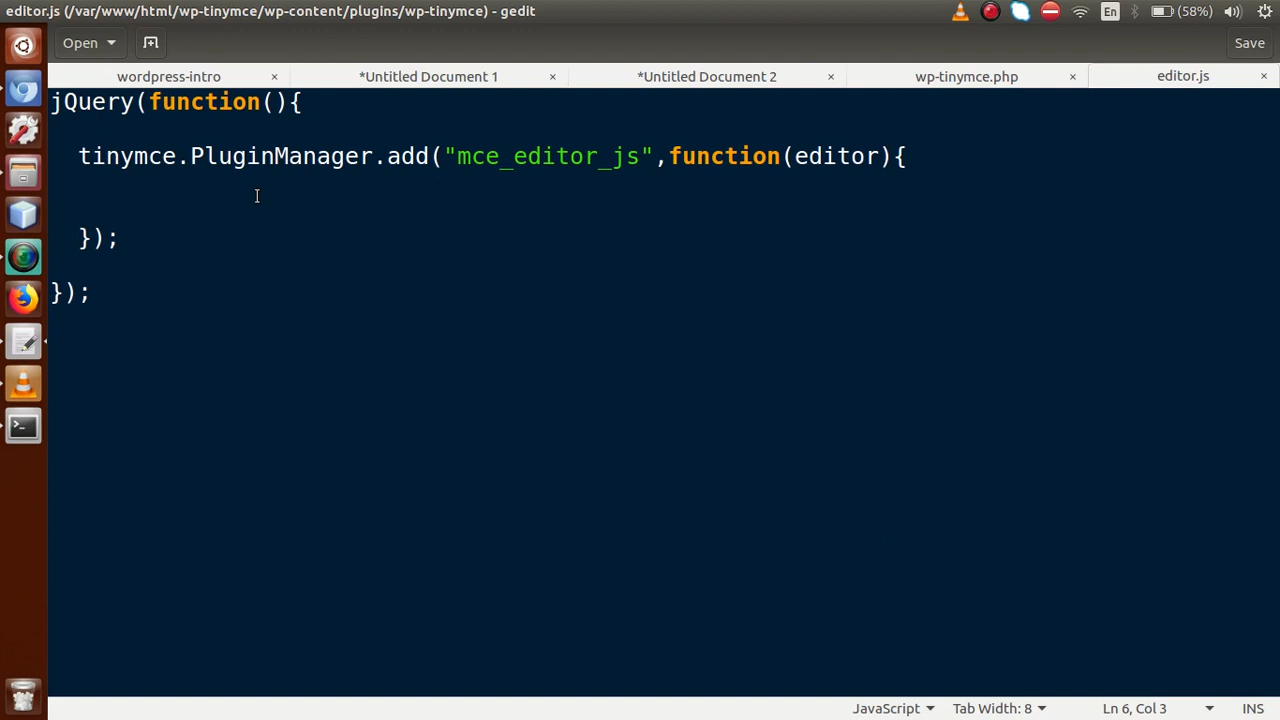 editor.js (/var/www/html/wp-tinymce/wp-content/plugins/wp-tinymce) - gedit
En
(58%)
Open
Save
wordpress-intro
*Untitled Document 1
*Untitled Document 2
wp-tinymce.php
editor.js
jQuery(function(){
tinymce.PluginManager.add("mce_editor_js",function(editor){
});
});
JavaScript
Tab Width: 8
Ln 6, Col 3
INS